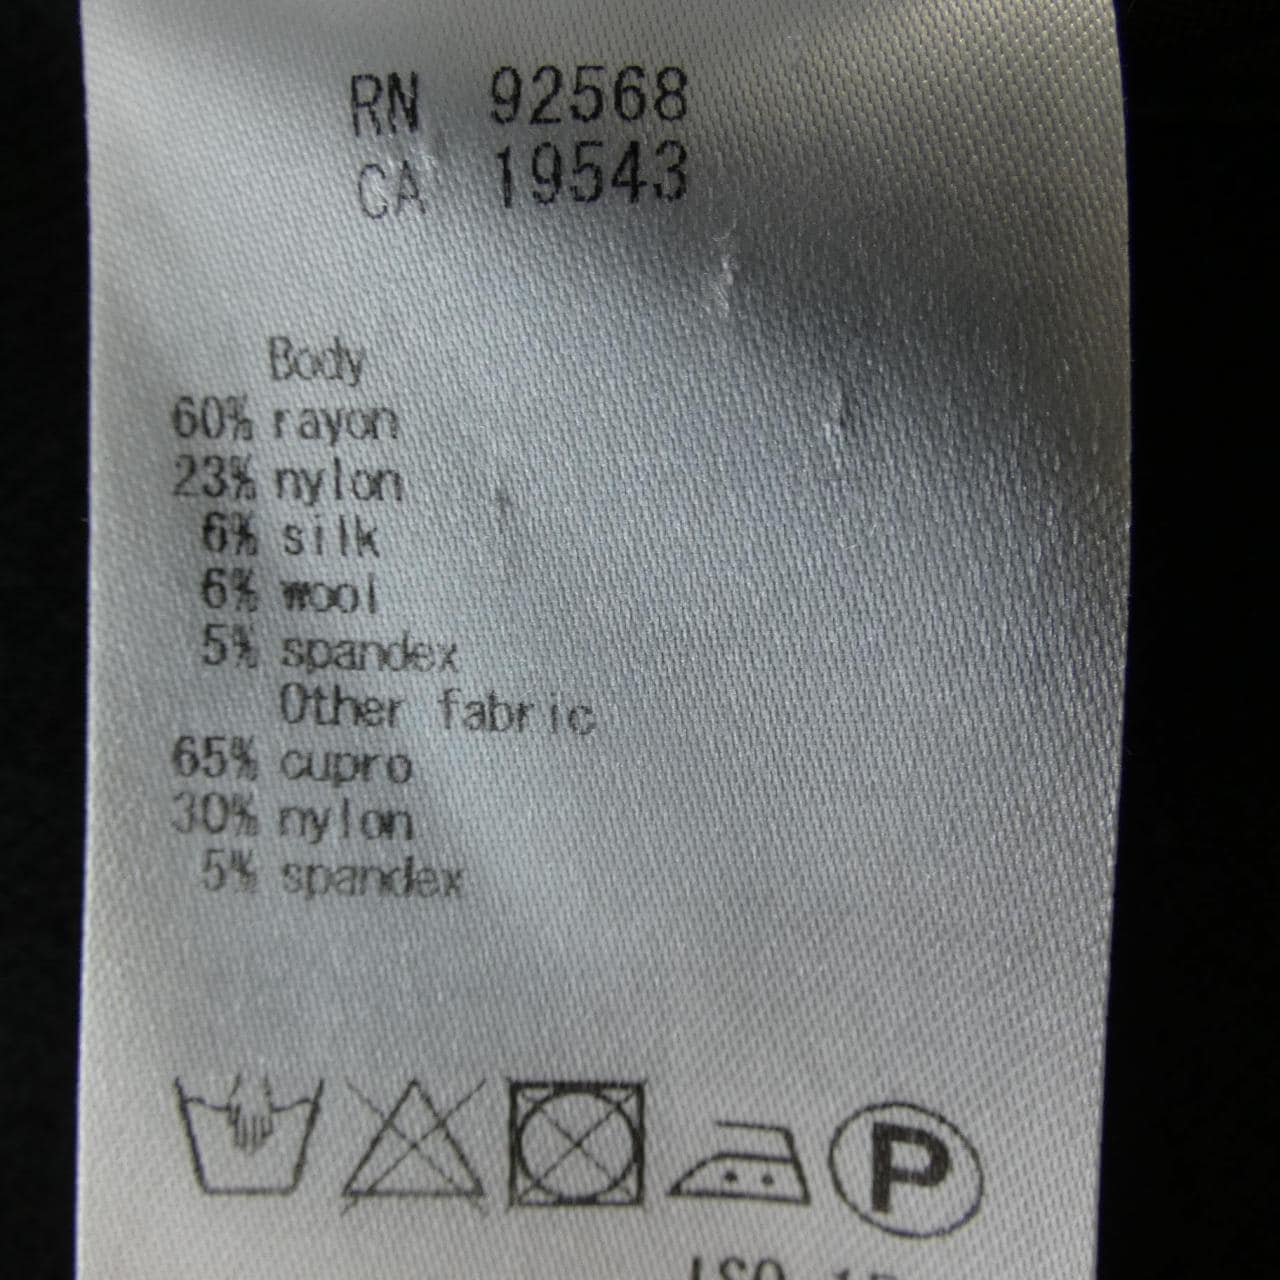 RN 92568
CA 19543
Body
60% rayon
23% nylon
6% silk
6% wool
5% spandex
Other fabric
65% cupro
30% nylon
5% spandex
P